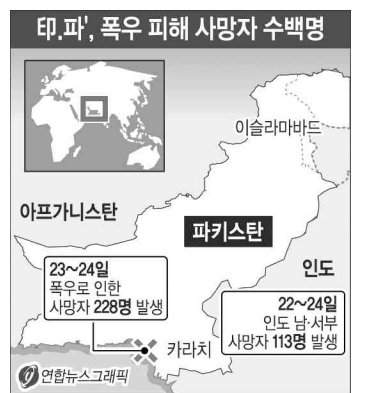 印.파', 폭우 피해 사망자 수백명
이슬라마바드
아프가니스탄
파키스탄
인도
23~24일
폭우로 인한
사망자 228명 발생
22~24일
인도 남·서부
사망자 113명 발생
카라치
연합뉴스그래픽